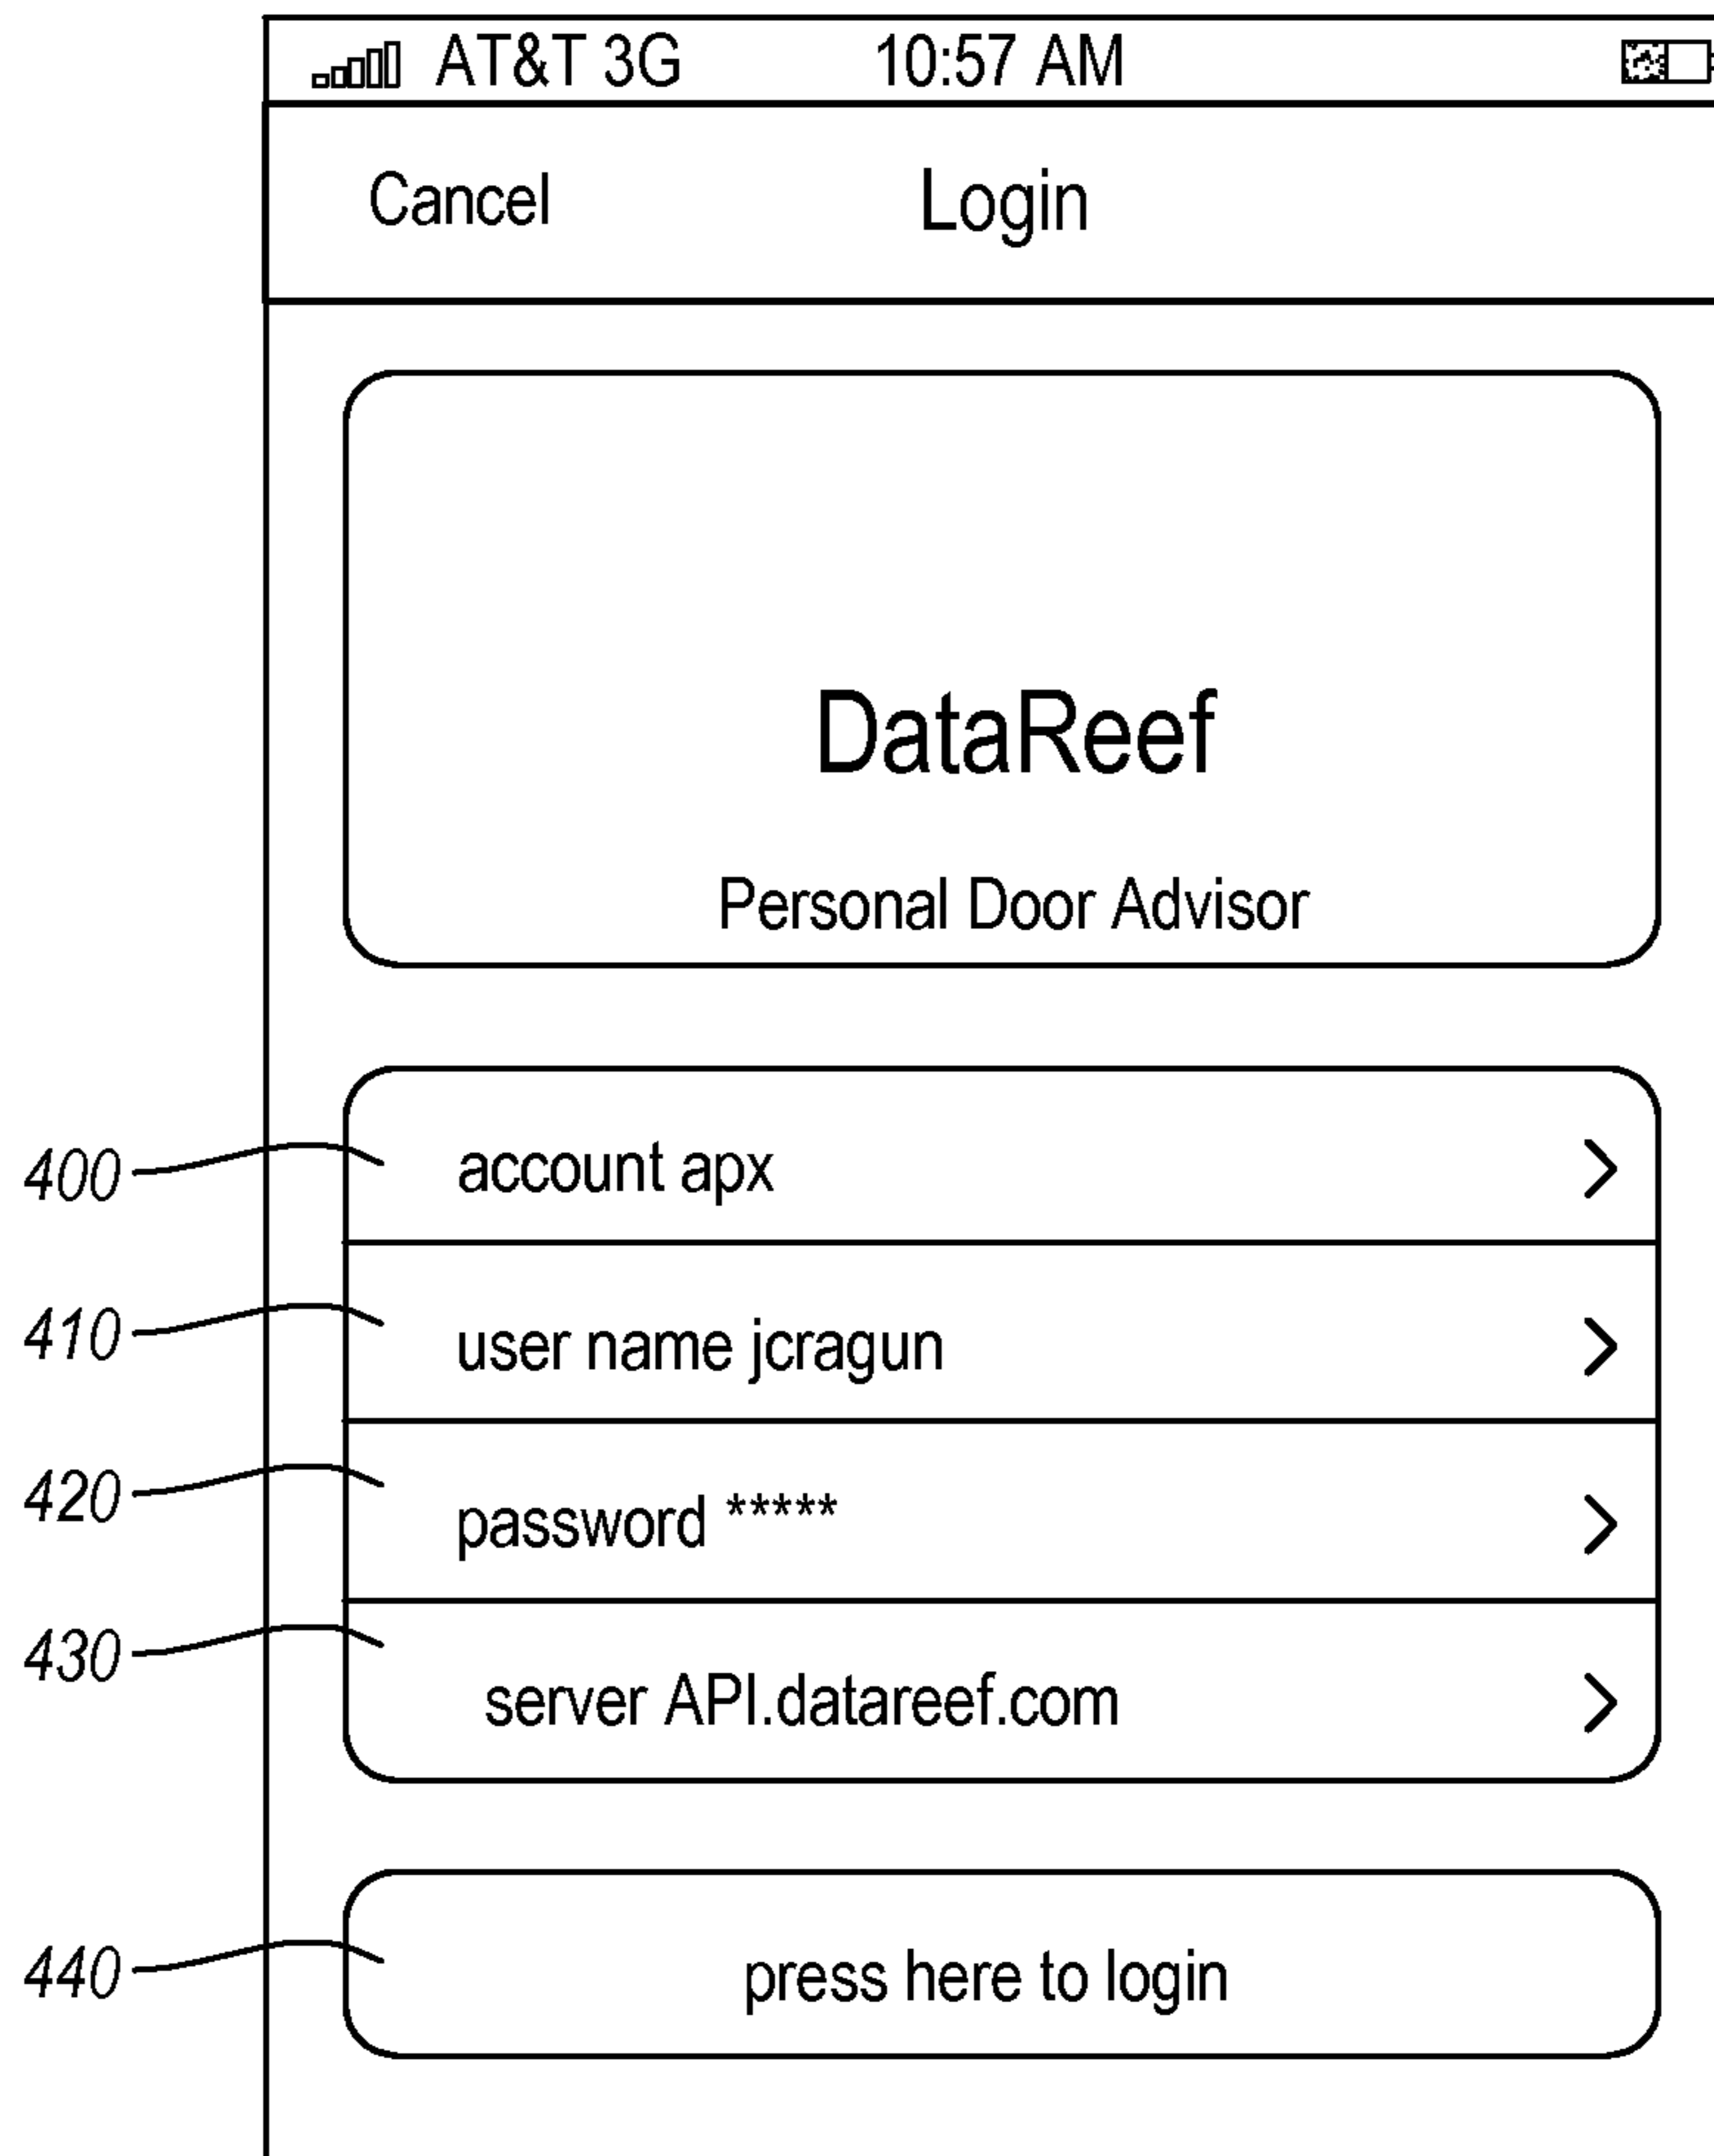 AT&T 3G 10:57 AM
Cancel Login
DataReef
Personal Door Advisor
400 account apx >
410 user name jcragun >
420 password ***** >
430 server API.datareef.com >
440 press here to login